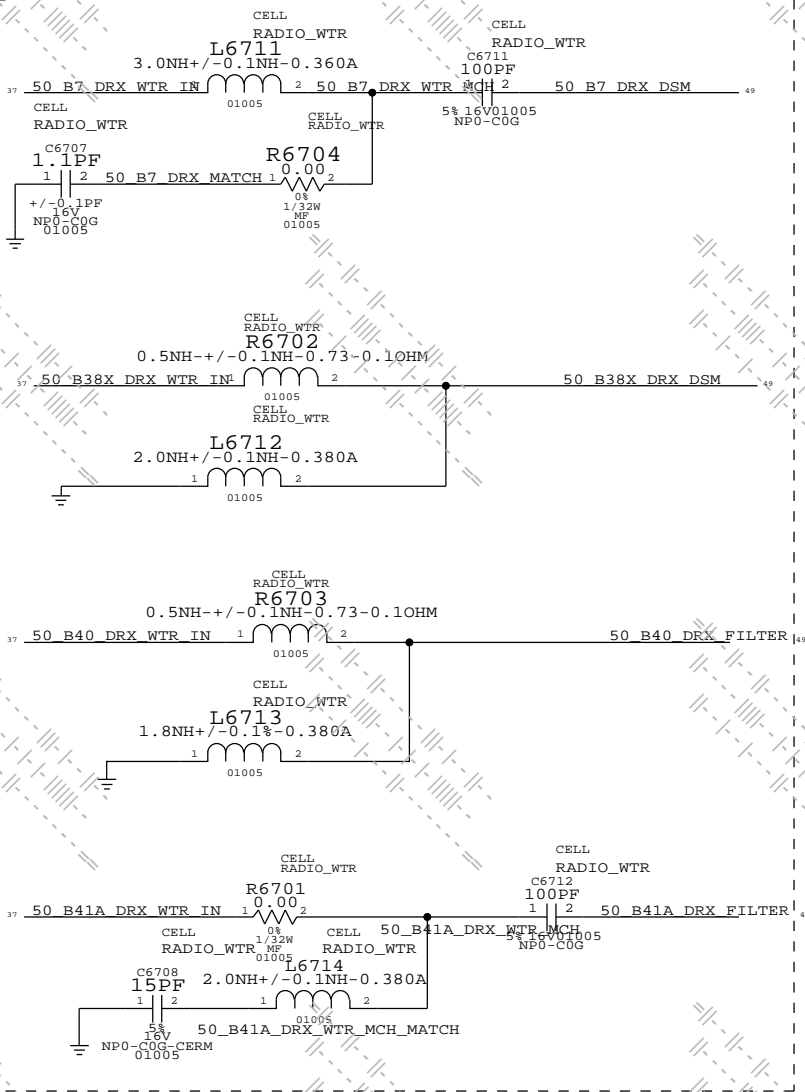 CELL
RADIO_WTR
L6711
3.0NH+/-0.1NH-0.360A
37 50_B7_DRX_WTR_IN 1 2 50_B7_DRX_WTR_MCH
01005
CELL
RADIO_WTR
C6711
100PF
1 2 50_B7_DRX_DSM 49
5% 16V01005
NP0-C0G
CELL
RADIO_WTR
CELL
RADIO_WTR
C6707
1.1PF
1 2 50_B7_DRX_MATCH
+/-0.1PF
16V
NP0-C0G
01005
R6704
0.00
1 2
0%
1/32W
MF
01005
CELL
RADIO_WTR
R6702
0.5NH-+/-0.1NH-0.73-0.1OHM
37 50_B38X_DRX_WTR_IN 1 2 50_B38X_DRX_DSM 49
01005
CELL
RADIO_WTR
L6712
2.0NH+/-0.1NH-0.380A
1 2
01005
CELL
RADIO_WTR
R6703
0.5NH-+/-0.1NH-0.73-0.1OHM
37 50_B40_DRX_WTR_IN 1 2 50_B40_DRX_FILTER 49
01005
CELL
RADIO_WTR
L6713
1.8NH+/-0.1%-0.380A
1 2
01005
CELL
RADIO_WTR
R6701
0.00
37 50_B41A_DRX_WTR_IN 1 2
0%
1/32W
MF
01005
50_B41A_DRX_WTR_MCH
CELL
RADIO_WTR
C6712
100PF
1 2 50_B41A_DRX_FILTER 4
5% 16V01005
NP0-C0G
CELL
RADIO_WTR
C6708
15PF
1 2
5%
16V
NP0-C0G-CERM
01005
CELL
RADIO_WTR
L6714
2.0NH+/-0.1NH-0.380A
1 2
01005
50_B41A_DRX_WTR_MCH_MATCH